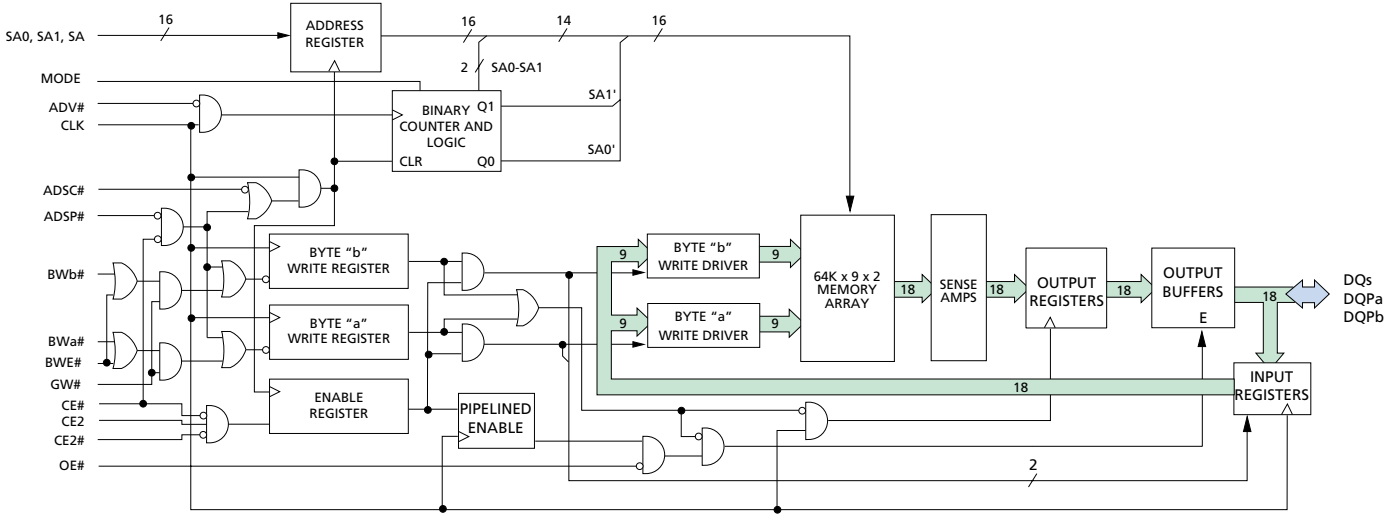 SA0, SA1, SA
16
ADDRESS
REGISTER
16
14
16
2
SA0-SA1
MODE
ADV#
CLK
BINARY
COUNTER AND
LOGIC
Q1
CLR
Q0
SA1'
SA0'
ADSC#
ADSP#
BWb#
BWa#
BWE#
GW#
CE#
CE2
CE2#
OE#
BYTE “b”
WRITE REGISTER
BYTE “a”
WRITE REGISTER
ENABLE
REGISTER
PIPELINED
ENABLE
9
BYTE “b”
WRITE DRIVER
9
9
BYTE “a”
WRITE DRIVER
9
64K x 9 x 2
MEMORY
ARRAY
18
SENSE
AMPS
18
OUTPUT
REGISTERS
18
OUTPUT
BUFFERS
E
18
DQs
DQPa
DQPb
18
INPUT
REGISTERS
2